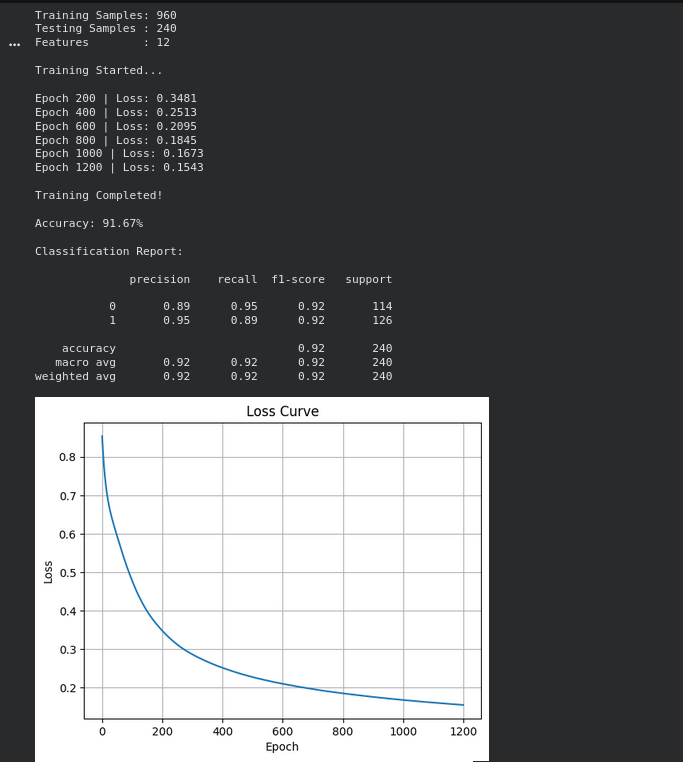 Training Samples: 960
Testing Samples : 240
...
Features        : 12
Training Started...
Epoch 200 | Loss: 0.3481
Epoch 400 | Loss: 0.2513
Epoch 600 | Loss: 0.2095
Epoch 800 | Loss: 0.1845
Epoch 1000 | Loss: 0.1673
Epoch 1200 | Loss: 0.1543
Training Completed!
Accuracy: 91.67%
Classification Report:
              precision    recall  f1-score   support
           0       0.89      0.95      0.92       114
           1       0.95      0.89      0.92       126
    accuracy                           0.92       240
   macro avg       0.92      0.92      0.92       240
weighted avg       0.92      0.92      0.92       240
Loss Curve
0.8
0.7
0.6
0.5
0.4
0.3
0.2
Loss
0 200 400 600 800 1000 1200
Epoch